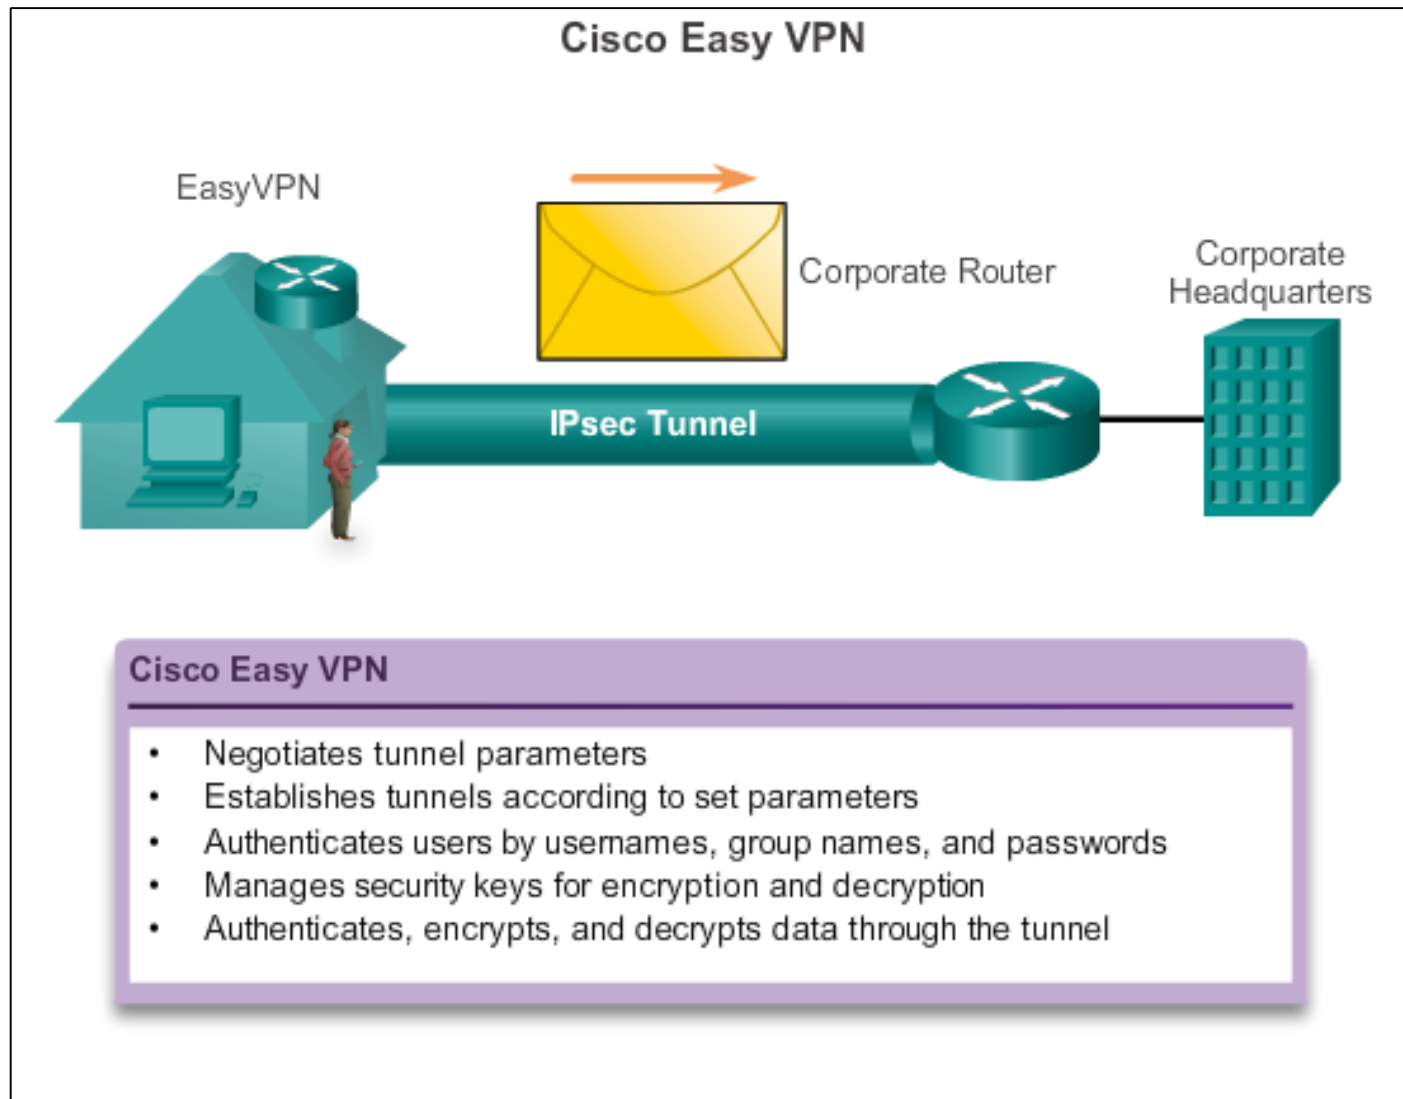 Cisco Easy VPN
EasyVPN
Corporate Router
Corporate
Headquarters
IPsec Tunnel
Cisco Easy VPN
• Negotiates tunnel parameters
• Establishes tunnels according to set parameters
• Authenticates users by usernames, group names, and passwords
• Manages security keys for encryption and decryption
• Authenticates, encrypts, and decrypts data through the tunnel